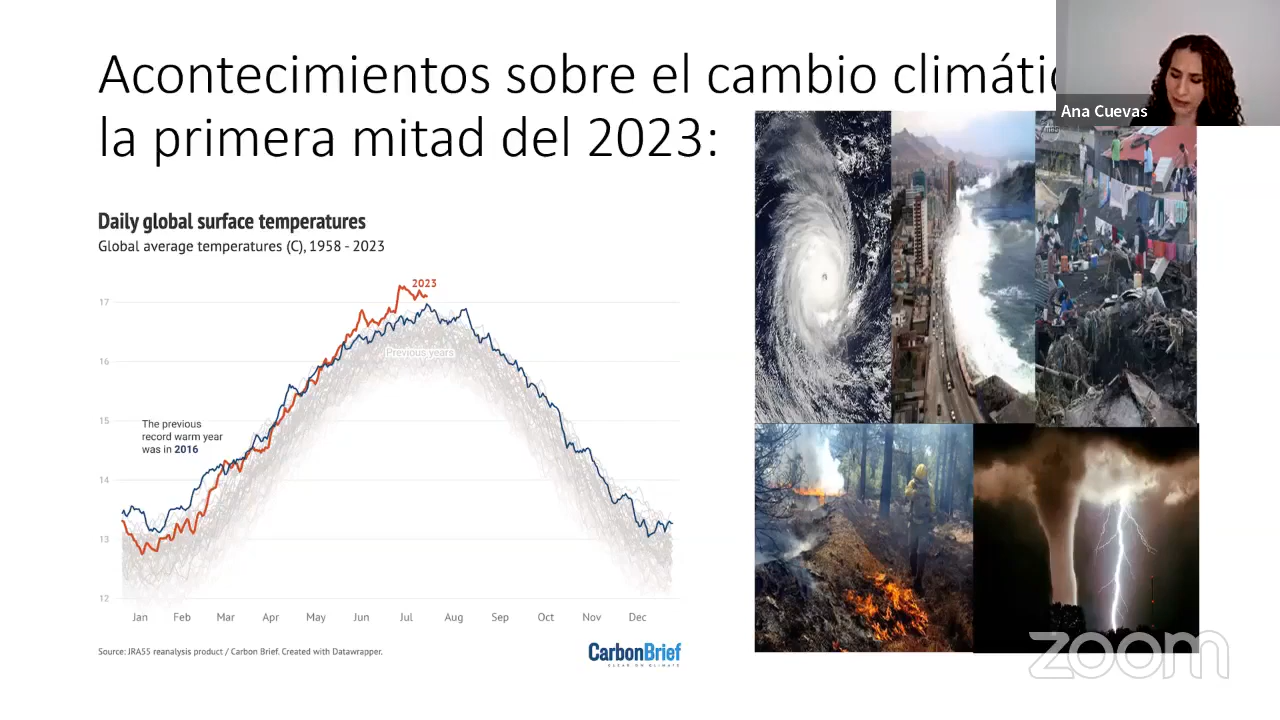 Acontecimientos sobre el cambio climátic
la primera mitad del 2023:
Ana Cuevas
Daily global surface temperatures
Global average temperatures (C), 1958 - 2023
2023
17
Previous years
16
15
The previous
record warm year
was in 2016
14
13
12
Jan Feb Mar Apr May Jun Jul Aug Sep Oct Nov Dec
Source: JRA55 reanalysis product / Carbon Brief. Created with Datawrapper.
CarbonBrief
CLEAR ON CLIMATE
zoom